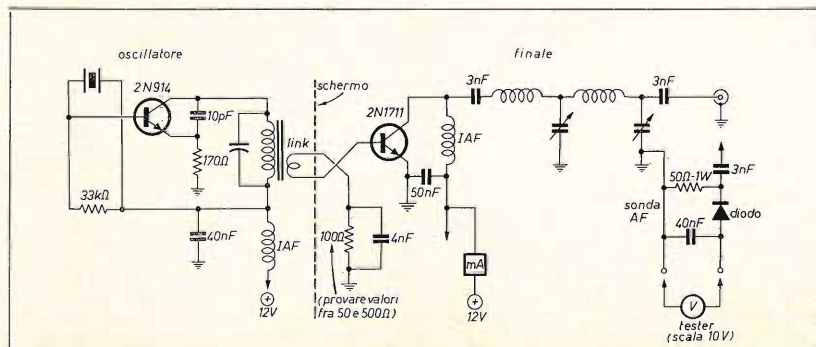 oscillatore
finale
2N914
10pF
170Ω
33kΩ
40nF
IAF
12V
schermo
link
2N1711
100Ω
4nF
(provare valori
fra 50 e 500Ω)
50nF
IAF
mA
12V
3nF
3nF
3nF
50Ω-1W
sonda
AF
diodo
40nF
V
tester
(scala 10V)